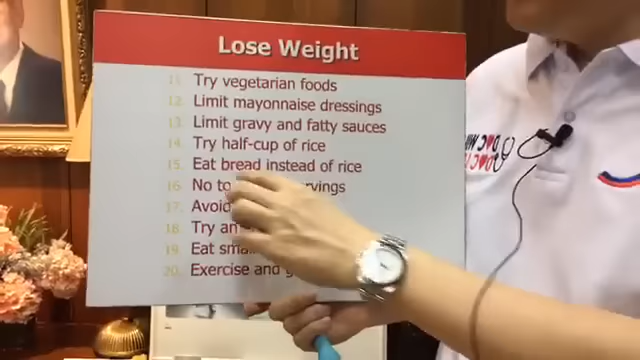 Lose Weight
11. Try vegetarian foods
12. Limit mayonnaise dressings
13. Limit gravy and fatty sauces
14. Try half-cup of rice
15. Eat bread instead of rice
16. No
17. Avoid
18. Try
19. Eat
20. Exercise and